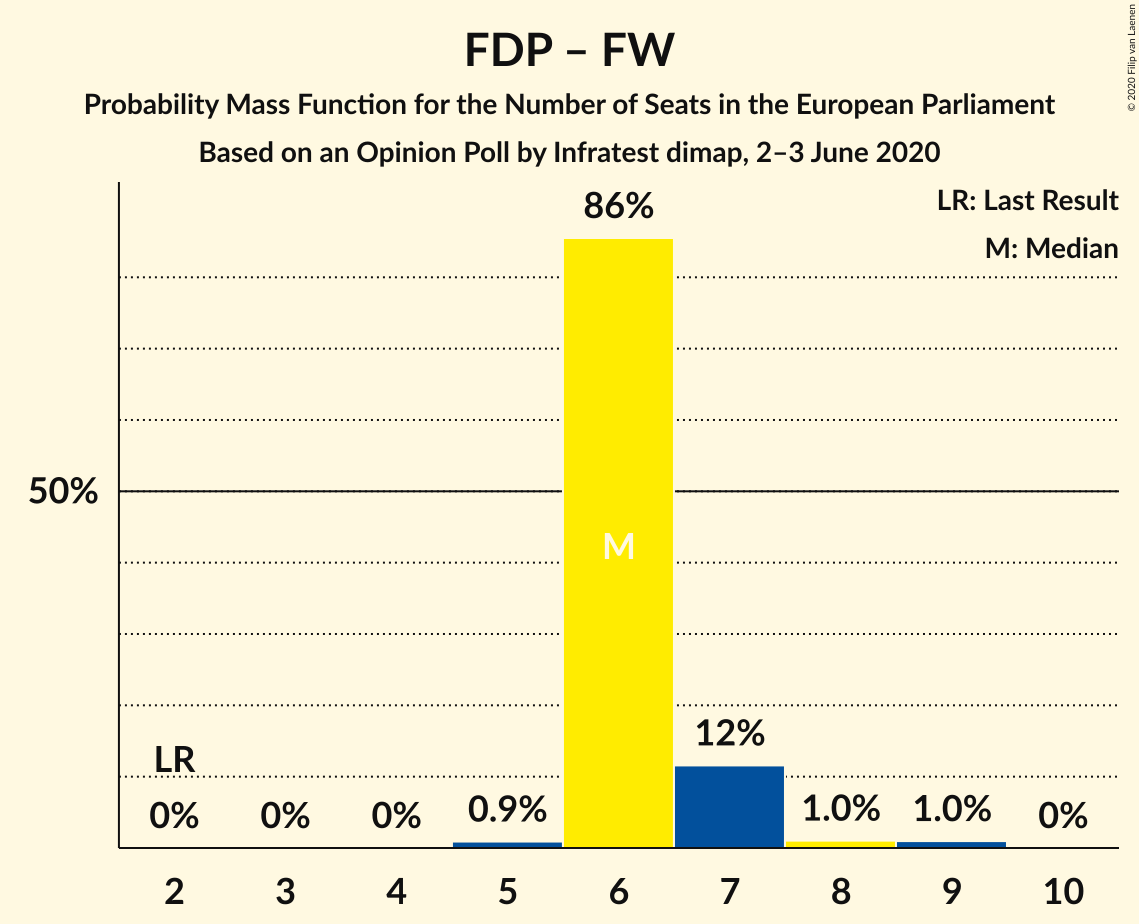 FDP – FW
Probability Mass Function for the Number of Seats in the European Parliament
Based on an Opinion Poll by Infratest dimap, 2–3 June 2020
© 2020 Filip van Laenen
LR: Last Result
M: Median
86%
50%
M
12%
LR
0%
0%
0%
0.9%
1.0%
1.0%
0%
2
3
4
5
6
7
8
9
10